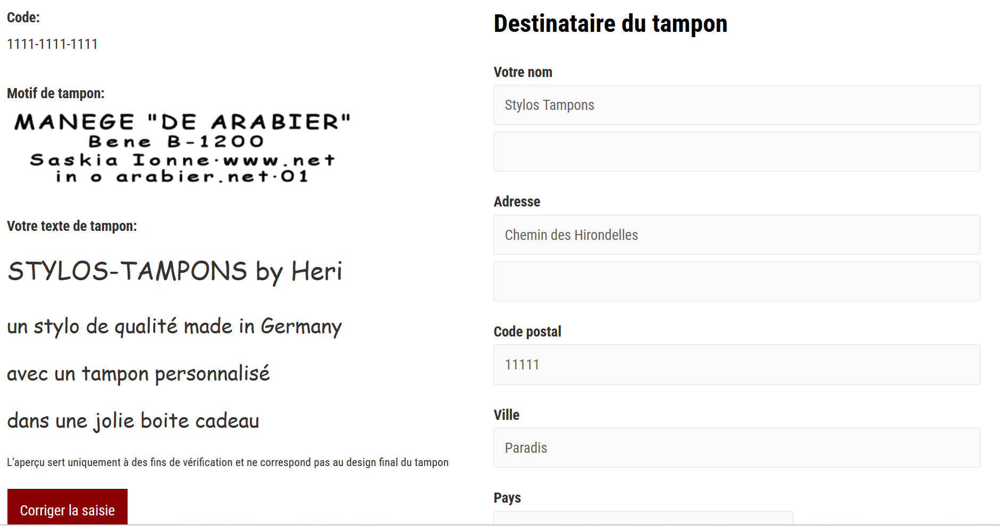 Code:
1111-1111-1111
Motif de tampon:
MANEGE "DE ARABIER"
Bene B-1200
Saskia Ionne·www.net
in o arabier.net·01
Votre texte de tampon:
STYLOS-TAMPONS by Heri
un stylo de qualité made in Germany
avec un tampon personnalisé
dans une jolie boite cadeau
L’aperçu sert uniquement à des fins de vérification et ne correspond pas au design final du tampon
Corriger la saisie
Destinataire du tampon
Votre nom
Stylos Tampons
Adresse
Chemin des Hirondelles
Code postal
11111
Ville
Paradis
Pays